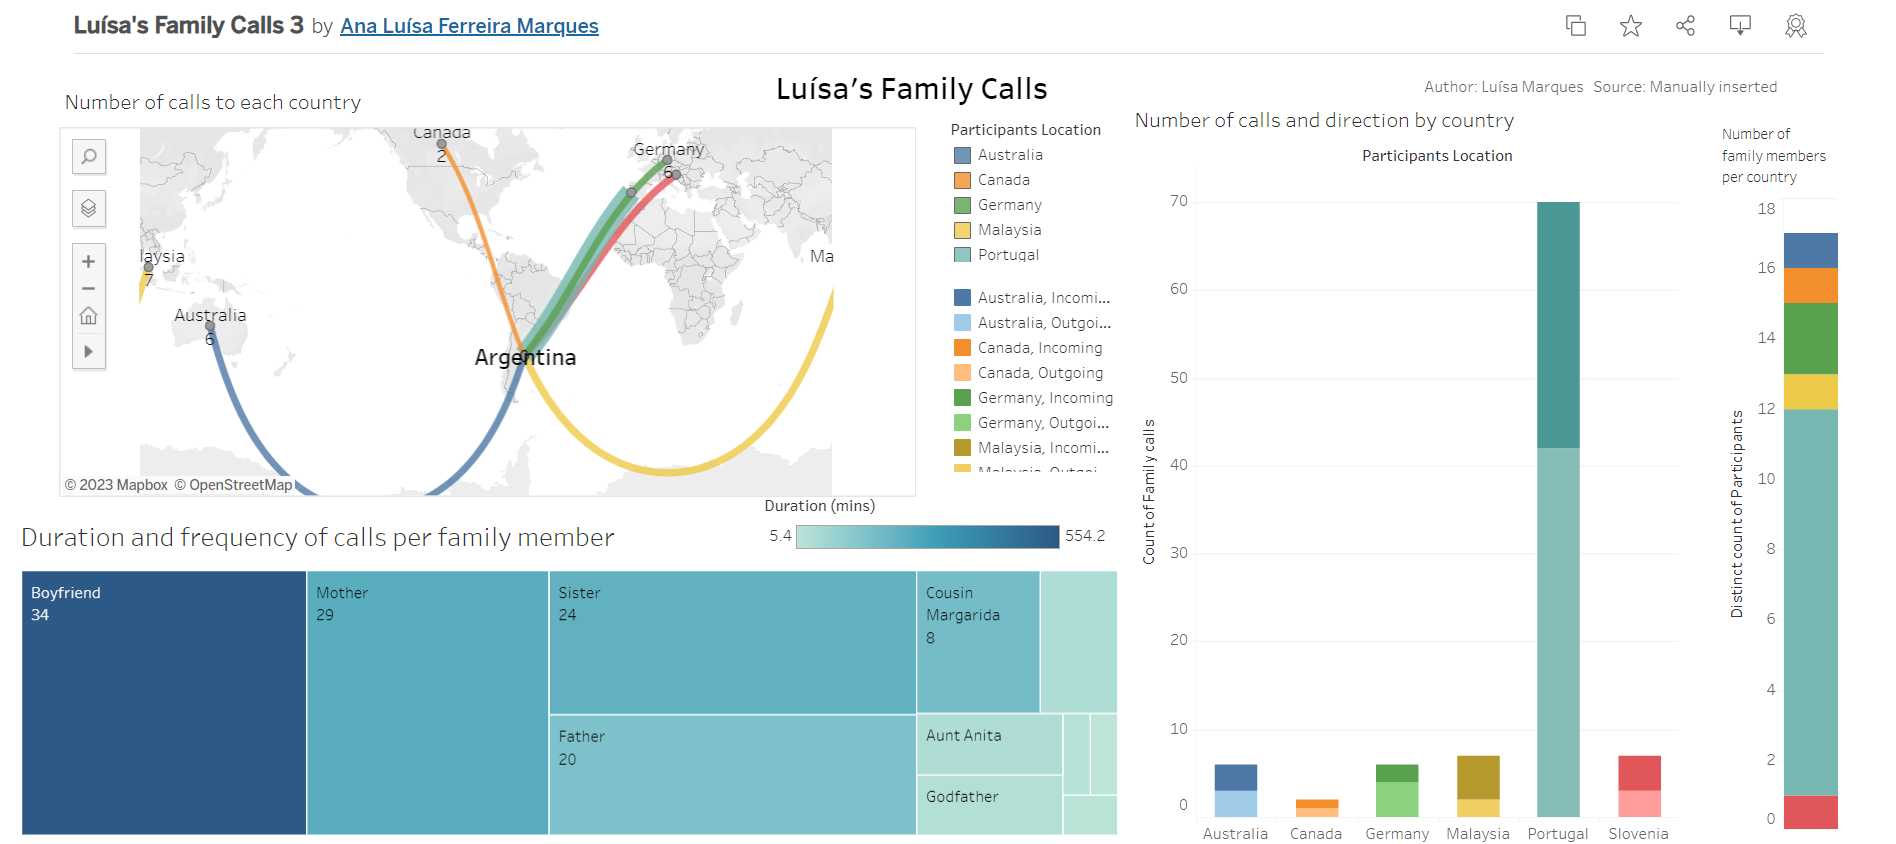 Luísa's Family Calls 3 by Ana Luísa Ferreira Marques
Luísa's Family Calls
Author: Luísa Marques Source: Manually inserted
Number of calls to each country
Canada
2
Germany
6
laysia
7
Australia
6
Argentina
Ma
© 2023 Mapbox © OpenStreetMap
Participants Location
Australia
Canada
Germany
Malaysia
Portugal
Australia, Incomi...
Australia, Outgoi...
Canada, Incoming
Canada, Outgoing
Germany, Incoming
Germany, Outgoi...
Malaysia, Incomi...
Malaysia, Outgoi...
Duration (mins)
5.4
554.2
Duration and frequency of calls per family member
Boyfriend
34
Mother
29
Sister
24
Father
20
Cousin
Margarida
8
Aunt Anita
Godfather
Number of calls and direction by country
Participants Location
Count of Family calls
70
60
50
40
30
20
10
0
Australia
Canada
Germany
Malaysia
Portugal
Slovenia
Number of
family members
per country
Distinct count of Participants
18
16
14
12
10
8
6
4
2
0